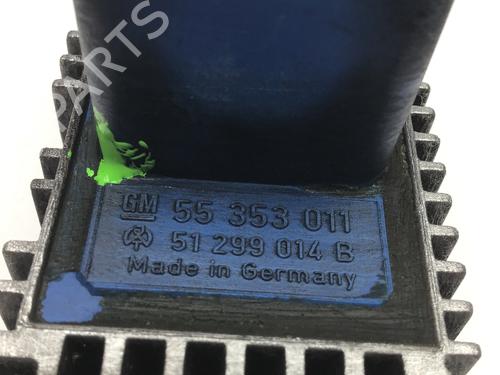 PARTS
GM 55 353 011
51 299 014 B
Made in Germany